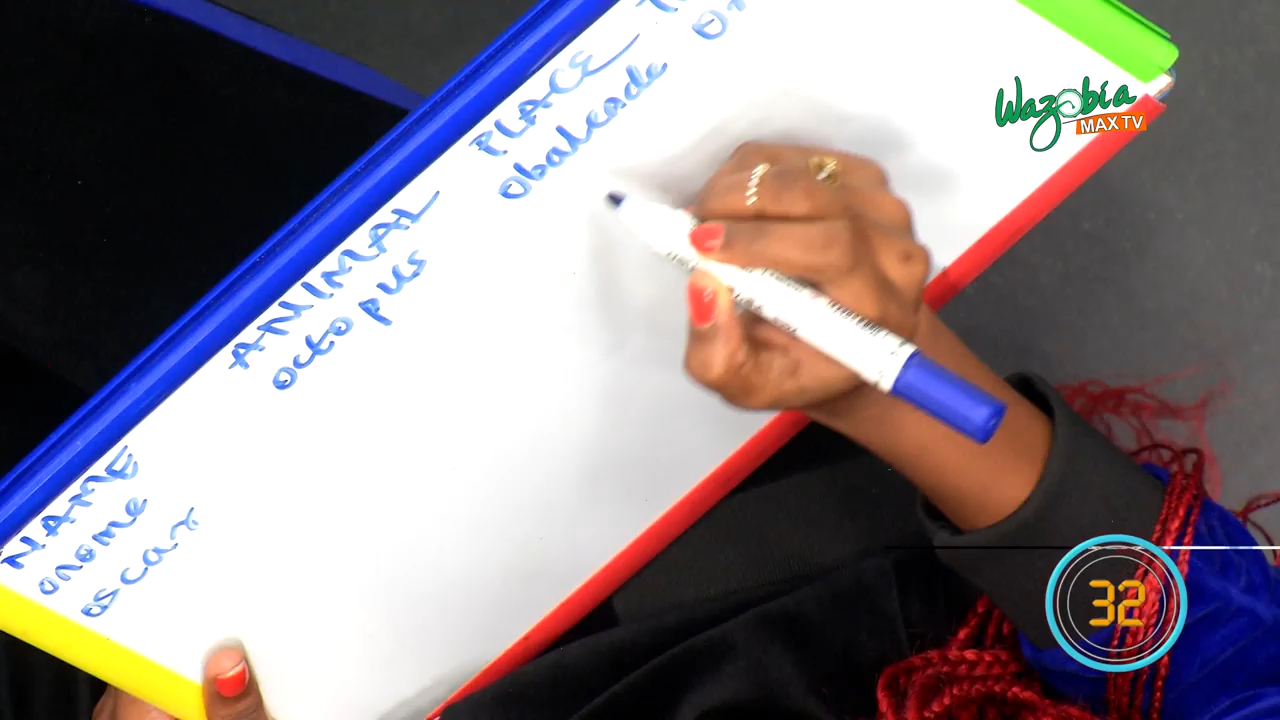 NAME ANIMAL PLACE
onome octopus Obalende
oscar
Wazobia
MAX TV
32